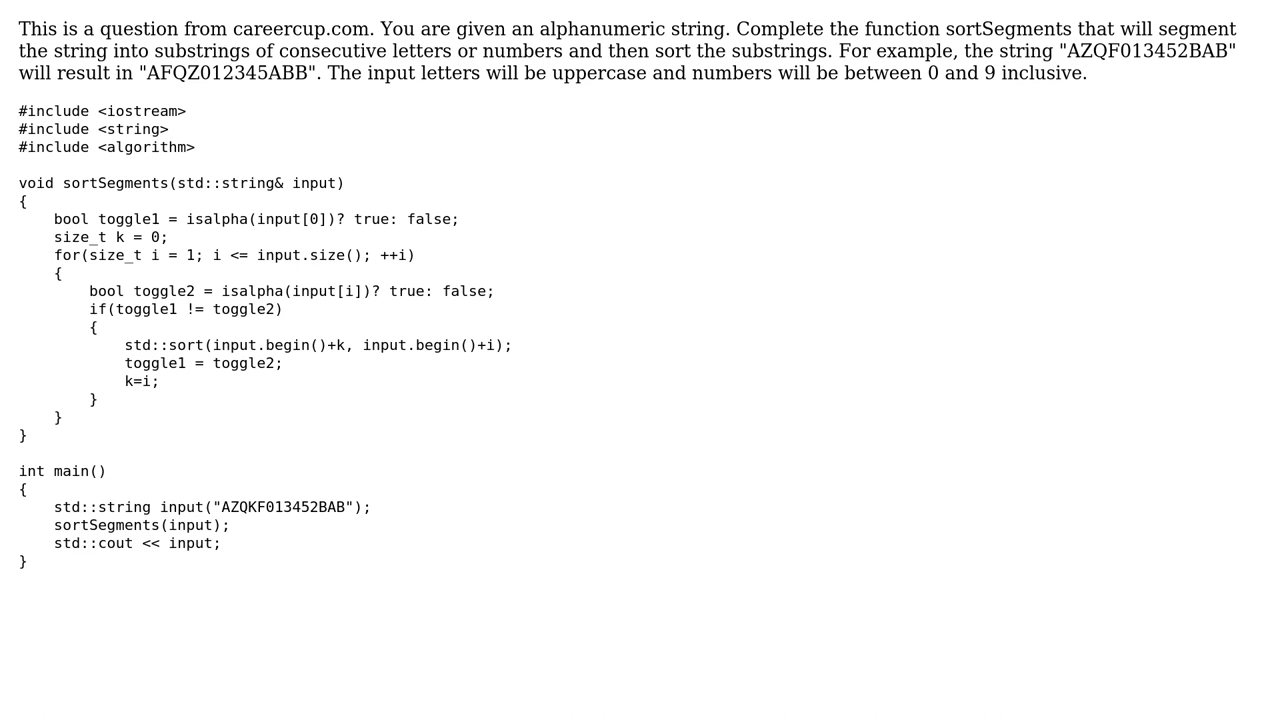 This is a question from careercup.com. You are given an alphanumeric string. Complete the function sortSegments that will segment
the string into substrings of consecutive letters or numbers and then sort the substrings. For example, the string "AZQF013452BAB"
will result in "AFQZ012345ABB". The input letters will be uppercase and numbers will be between 0 and 9 inclusive.
#include <iostream>
#include <string>
#include <algorithm>
void sortSegments(std::string& input)
{
    bool toggle1 = isalpha(input[0])? true: false;
    size_t k = 0;
    for(size_t i = 1; i <= input.size(); ++i)
    {
        bool toggle2 = isalpha(input[i])? true: false;
        if(toggle1 != toggle2)
        {
            std::sort(input.begin()+k, input.begin()+i);
            toggle1 = toggle2;
            k=i;
        }
    }
}
int main()
{
    std::string input("AZQKF013452BAB");
    sortSegments(input);
    std::cout << input;
}